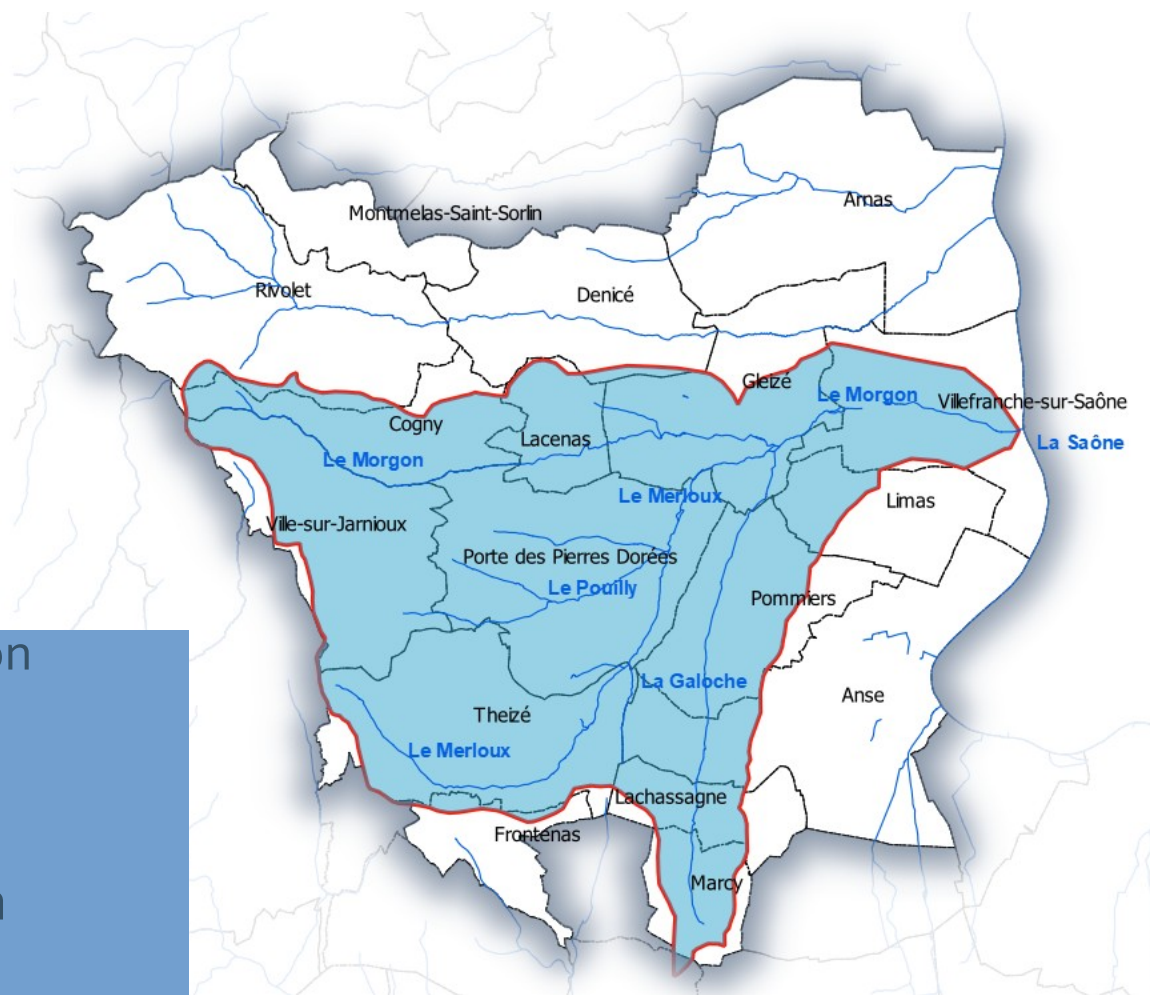 Arnas
Montmelas-Saint-Sorlin
Rivolet
Denicé
Gleizé
Le Morgon
Villefranche-sur-Saône
Cogny
Lacenas
La Saône
Le Morgon
Le Merloux
Limas
Ville-sur-Jarnioux
Porte des Pierres Dorées
Le Pouilly
Pommiers
on
La Galoche
Anse
Theizé
Le Merloux
Lachassagne
Frontenas
Marcy